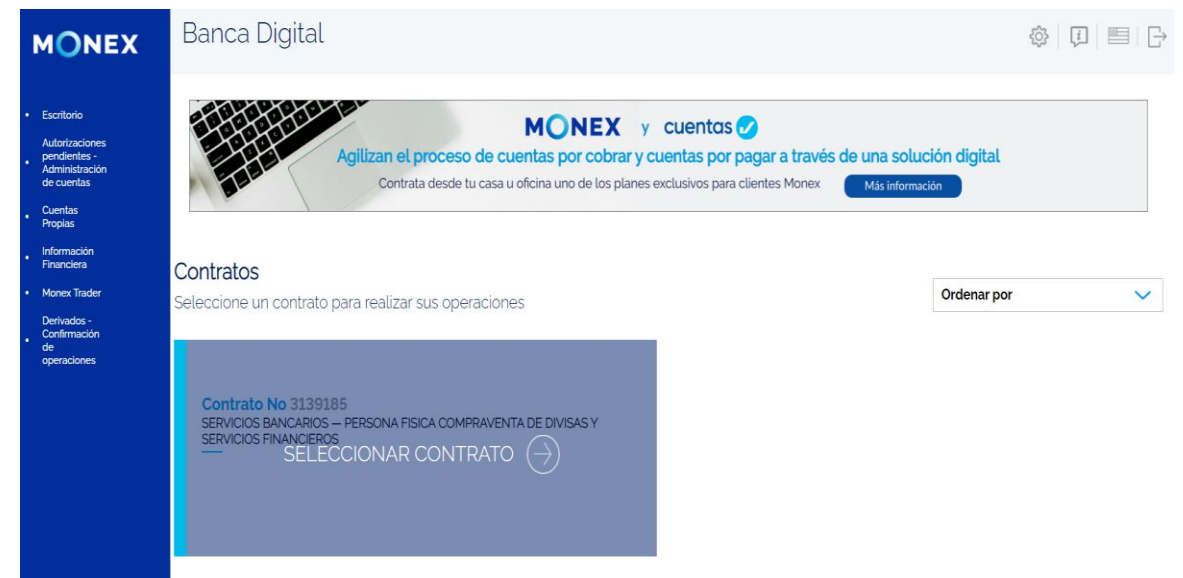 MONEX
Banca Digital
Escritorio
Autorizaciones
pendientes -
Administración
de cuentas
Cuentas
Propias
Información
Financiera
Monex Trader
Derivados -
Confirmación
de
operaciones
MONEX y cuentas
Agilizan el proceso de cuentas por cobrar y cuentas por pagar a través de una solución digital
Contrata desde tu casa u oficina uno de los planes exclusivos para clientes Monex
Más información
Contratos
Seleccione un contrato para realizar sus operaciones
Ordenar por
Contrato No 3139185
SERVICIOS BANCARIOS — PERSONA FISICA COMPRAVENTA DE DIVISAS Y
SERVICIOS FINANCIEROS
SELECCIONAR CONTRATO